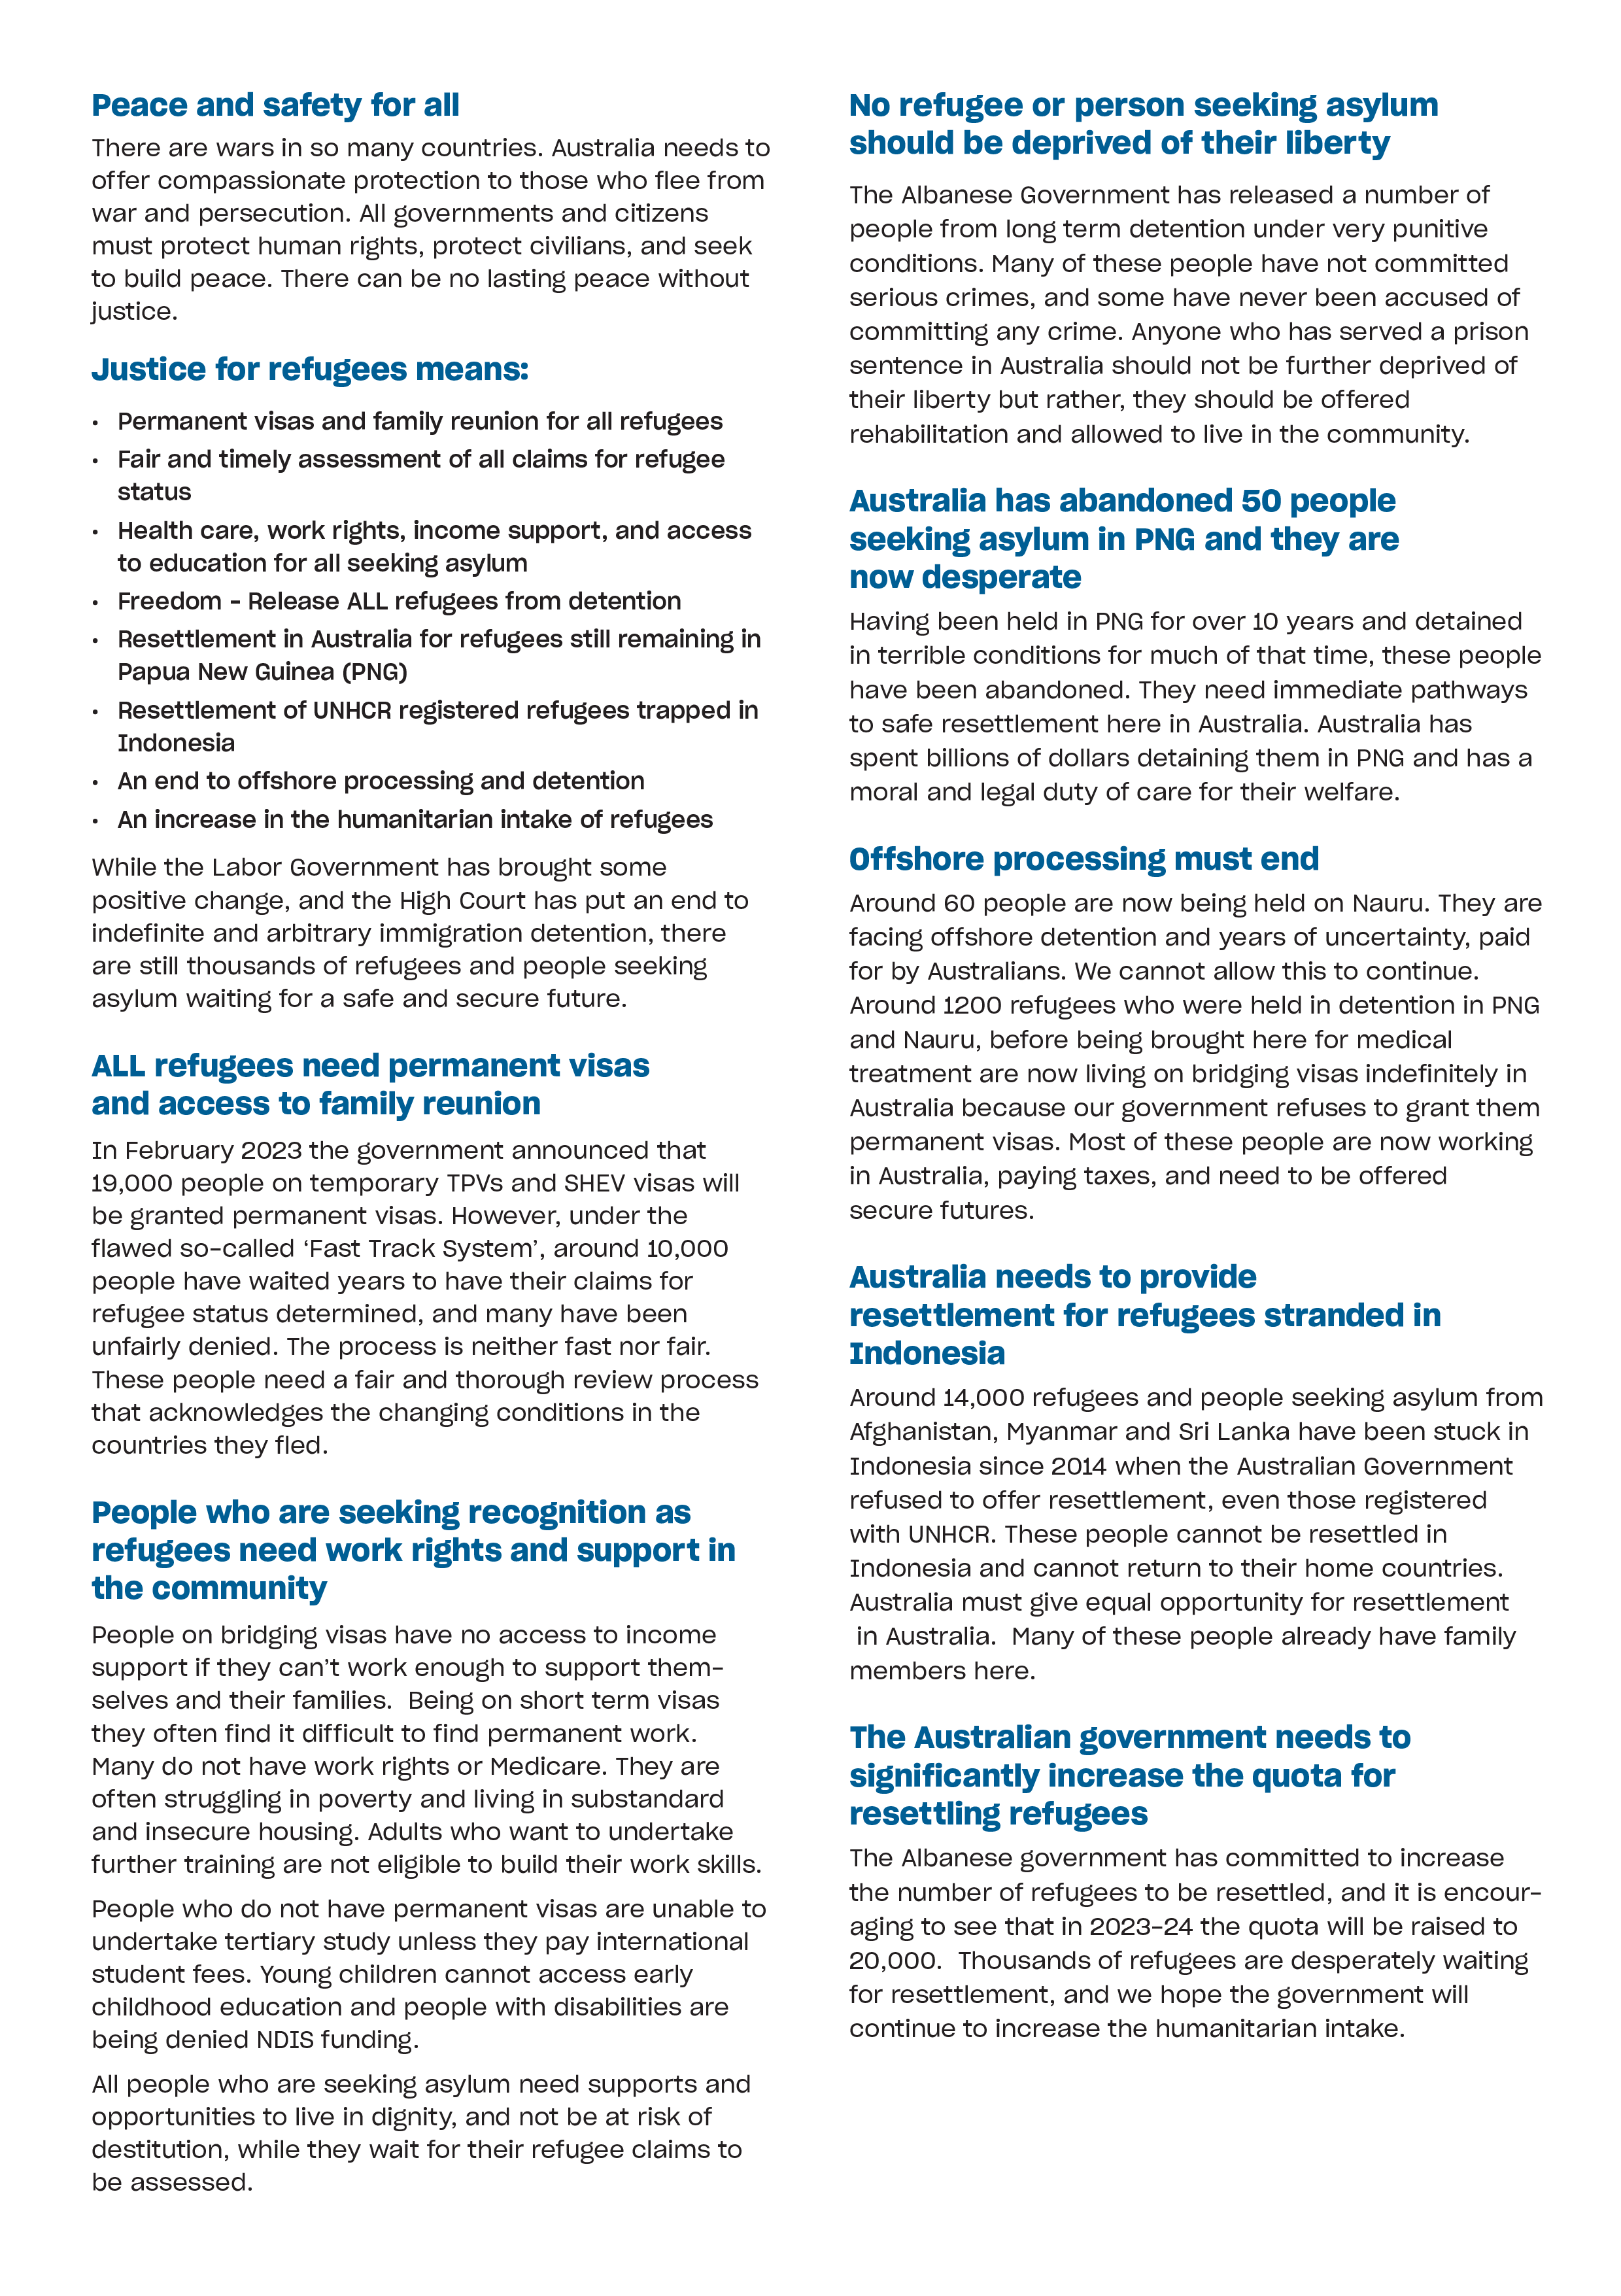 Peace and safety for all
There are wars in so many countries. Australia needs to
offer compassionate protection to those who flee from
war and persecution. All governments and citizens
must protect human rights, protect civilians, and seek
to build peace. There can be no lasting peace without
justice.
Justice for refugees means:
• Permanent visas and family reunion for all refugees
• Fair and timely assessment of all claims for refugee
status
• Health care, work rights, income support, and access
to education for all seeking asylum
• Freedom – Release ALL refugees from detention
• Resettlement in Australia for refugees still remaining in
Papua New Guinea (PNG)
• Resettlement of UNHCR registered refugees trapped in
Indonesia
• An end to offshore processing and detention
• An increase in the humanitarian intake of refugees
While the Labor Government has brought some
positive change, and the High Court has put an end to
indefinite and arbitrary immigration detention, there
are still thousands of refugees and people seeking
asylum waiting for a safe and secure future.
ALL refugees need permanent visas
and access to family reunion
In February 2023 the government announced that
19,000 people on temporary TPVs and SHEV visas will
be granted permanent visas. However, under the
flawed so-called ‘Fast Track System’, around 10,000
people have waited years to have their claims for
refugee status determined, and many have been
unfairly denied. The process is neither fast nor fair.
These people need a fair and thorough review process
that acknowledges the changing conditions in the
countries they fled.
People who are seeking recognition as
refugees need work rights and support in
the community
People on bridging visas have no access to income
support if they can’t work enough to support them-
selves and their families.  Being on short term visas
they often find it difficult to find permanent work.
Many do not have work rights or Medicare. They are
often struggling in poverty and living in substandard
and insecure housing. Adults who want to undertake
further training are not eligible to build their work skills.
People who do not have permanent visas are unable to
undertake tertiary study unless they pay international
student fees. Young children cannot access early
childhood education and people with disabilities are
being denied NDIS funding.
All people who are seeking asylum need supports and
opportunities to live in dignity, and not be at risk of
destitution, while they wait for their refugee claims to
be assessed.
No refugee or person seeking asylum
should be deprived of their liberty
The Albanese Government has released a number of
people from long term detention under very punitive
conditions. Many of these people have not committed
serious crimes, and some have never been accused of
committing any crime. Anyone who has served a prison
sentence in Australia should not be further deprived of
their liberty but rather, they should be offered
rehabilitation and allowed to live in the community.
Australia has abandoned 50 people
seeking asylum in PNG and they are
now desperate
Having been held in PNG for over 10 years and detained
in terrible conditions for much of that time, these people
have been abandoned. They need immediate pathways
to safe resettlement here in Australia. Australia has
spent billions of dollars detaining them in PNG and has a
moral and legal duty of care for their welfare.
Offshore processing must end
Around 60 people are now being held on Nauru. They are
facing offshore detention and years of uncertainty, paid
for by Australians. We cannot allow this to continue.
Around 1200 refugees who were held in detention in PNG
and Nauru, before being brought here for medical
treatment are now living on bridging visas indefinitely in
Australia because our government refuses to grant them
permanent visas. Most of these people are now working
in Australia, paying taxes, and need to be offered
secure futures.
Australia needs to provide
resettlement for refugees stranded in
Indonesia
Around 14,000 refugees and people seeking asylum from
Afghanistan, Myanmar and Sri Lanka have been stuck in
Indonesia since 2014 when the Australian Government
refused to offer resettlement, even those registered
with UNHCR. These people cannot be resettled in
Indonesia and cannot return to their home countries.
Australia must give equal opportunity for resettlement
in Australia.  Many of these people already have family
members here.
The Australian government needs to
significantly increase the quota for
resettling refugees
The Albanese government has committed to increase
the number of refugees to be resettled, and it is encour-
aging to see that in 2023-24 the quota will be raised to
20,000.  Thousands of refugees are desperately waiting
for resettlement, and we hope the government will
continue to increase the humanitarian intake.